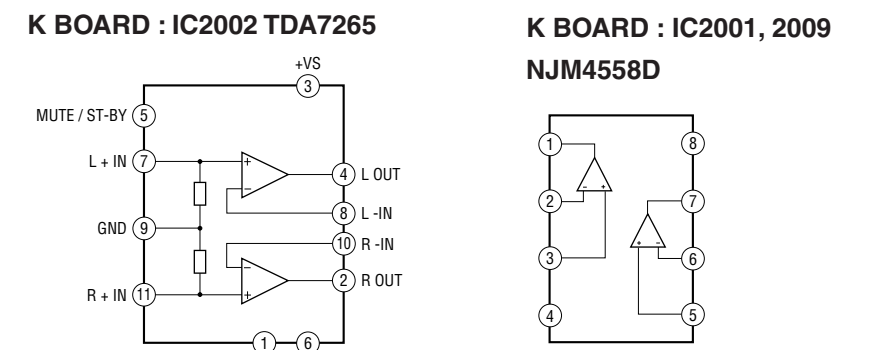 K BOARD : IC2002 TDA7265
+VS
3
MUTE / ST-BY 5
L + IN 7
+
4 L OUT
−
8 L -IN
GND 9
10 R -IN
−
2 R OUT
R + IN 11
+
1 6
K BOARD : IC2001, 2009
NJM4558D
1 8
2 - + 7
3 + - 6
4 5